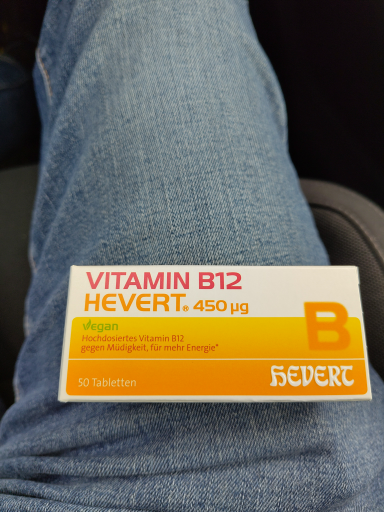 VITAMIN B12
HEVERT® 450 µg
vegan
Hochdosiertes Vitamin B12
gegen Müdigkeit, für mehr Energie*
B
50 Tabletten
HEVERT